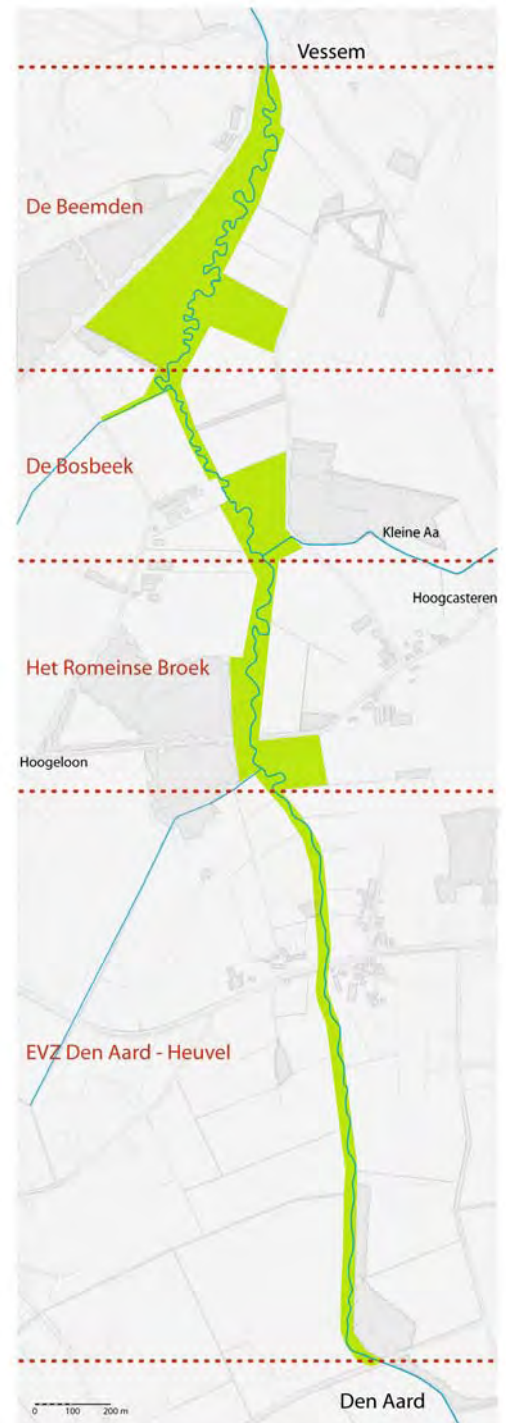 Vessem
De Beemden
De Bosbeek
Kleine Aa
Hoogcasteren
Het Romeinse Broek
Hoogeloon
EVZ Den Aard - Heuvel
0 100 200 m
Den Aard